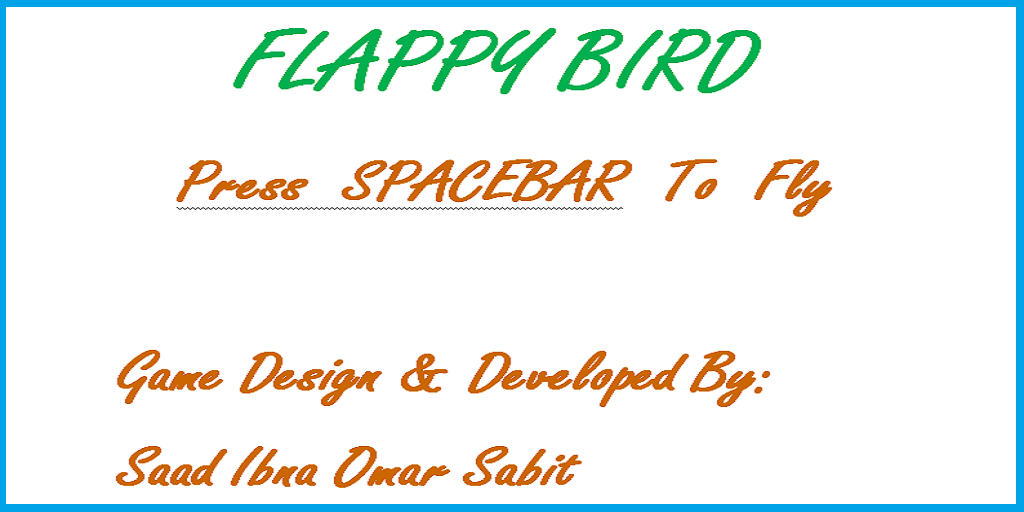 FLAPPY BIRD
Press SPACEBAR To Fly
Game Design & Developed By:
Saad Ibna Omar Sabit